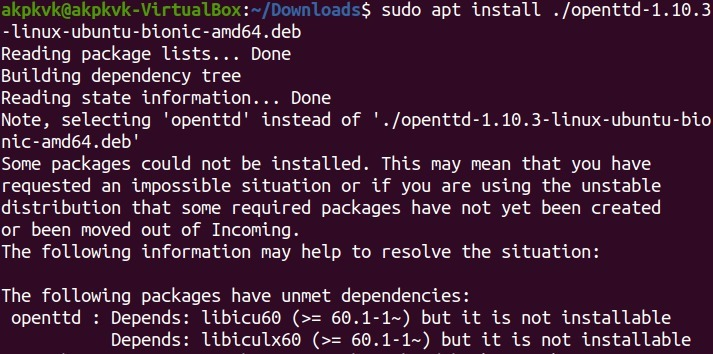 akpkvk@akpkvk-VirtualBox:~/Downloads$ sudo apt install ./openttd-1.10.3
-linux-ubuntu-bionic-amd64.deb
Reading package lists... Done
Building dependency tree
Reading state information... Done
Note, selecting 'openttd' instead of './openttd-1.10.3-linux-ubuntu-bio
nic-amd64.deb'
Some packages could not be installed. This may mean that you have
requested an impossible situation or if you are using the unstable
distribution that some required packages have not yet been created
or been moved out of Incoming.
The following information may help to resolve the situation:

The following packages have unmet dependencies:
 openttd : Depends: libicu60 (>= 60.1-1~) but it is not installable
           Depends: libiculx60 (>= 60.1-1~) but it is not installable